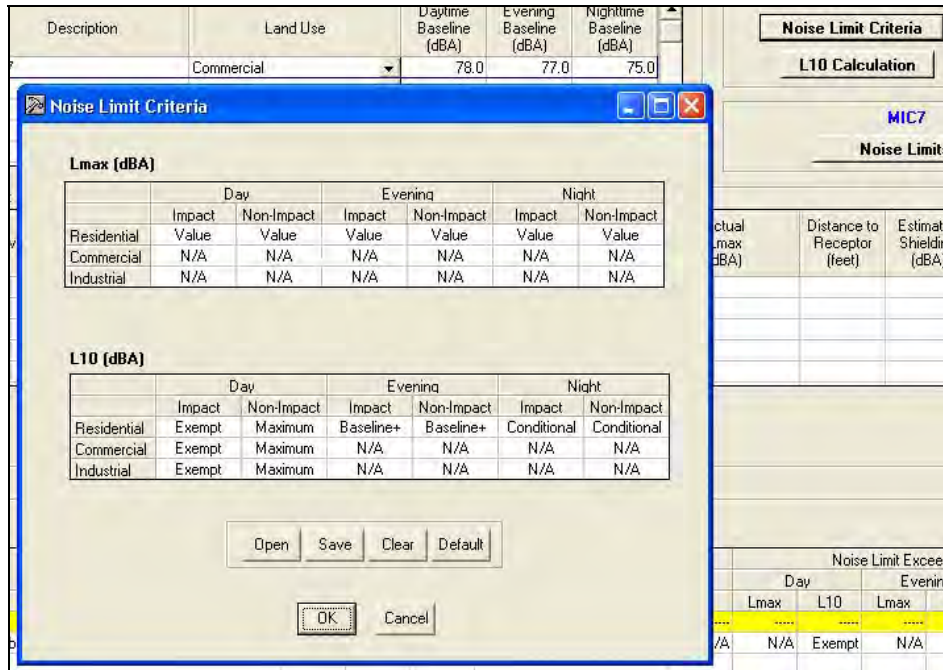 Description Land Use Daytime Baseline (dBA) Evening Baseline (dBA) Nighttime Baseline (dBA)
Commercial 78.0 77.0 75.0
Noise Limit Criteria
L10 Calculation
MIC7
Noise Limit
Noise Limit Criteria
Lmax (dBA)
Day Evening Night
Impact Non-Impact Impact Non-Impact Impact Non-Impact
Residential Value Value Value Value Value Value
Commercial N/A N/A N/A N/A N/A N/A
Industrial N/A N/A N/A N/A N/A N/A
L10 (dBA)
Day Evening Night
Impact Non-Impact Impact Non-Impact Impact Non-Impact
Residential Exempt Maximum Baseline+ Baseline+ Conditional Conditional
Commercial Exempt Maximum N/A N/A N/A N/A
Industrial Exempt Maximum N/A N/A N/A N/A
Open Save Clear Default
OK Cancel
Distance to Receptor (feet)
Noise Limit Excee
Day Evenin
Lmax L10 Lmax
----- ----- ----- -----
/A N/A Exempt N/A